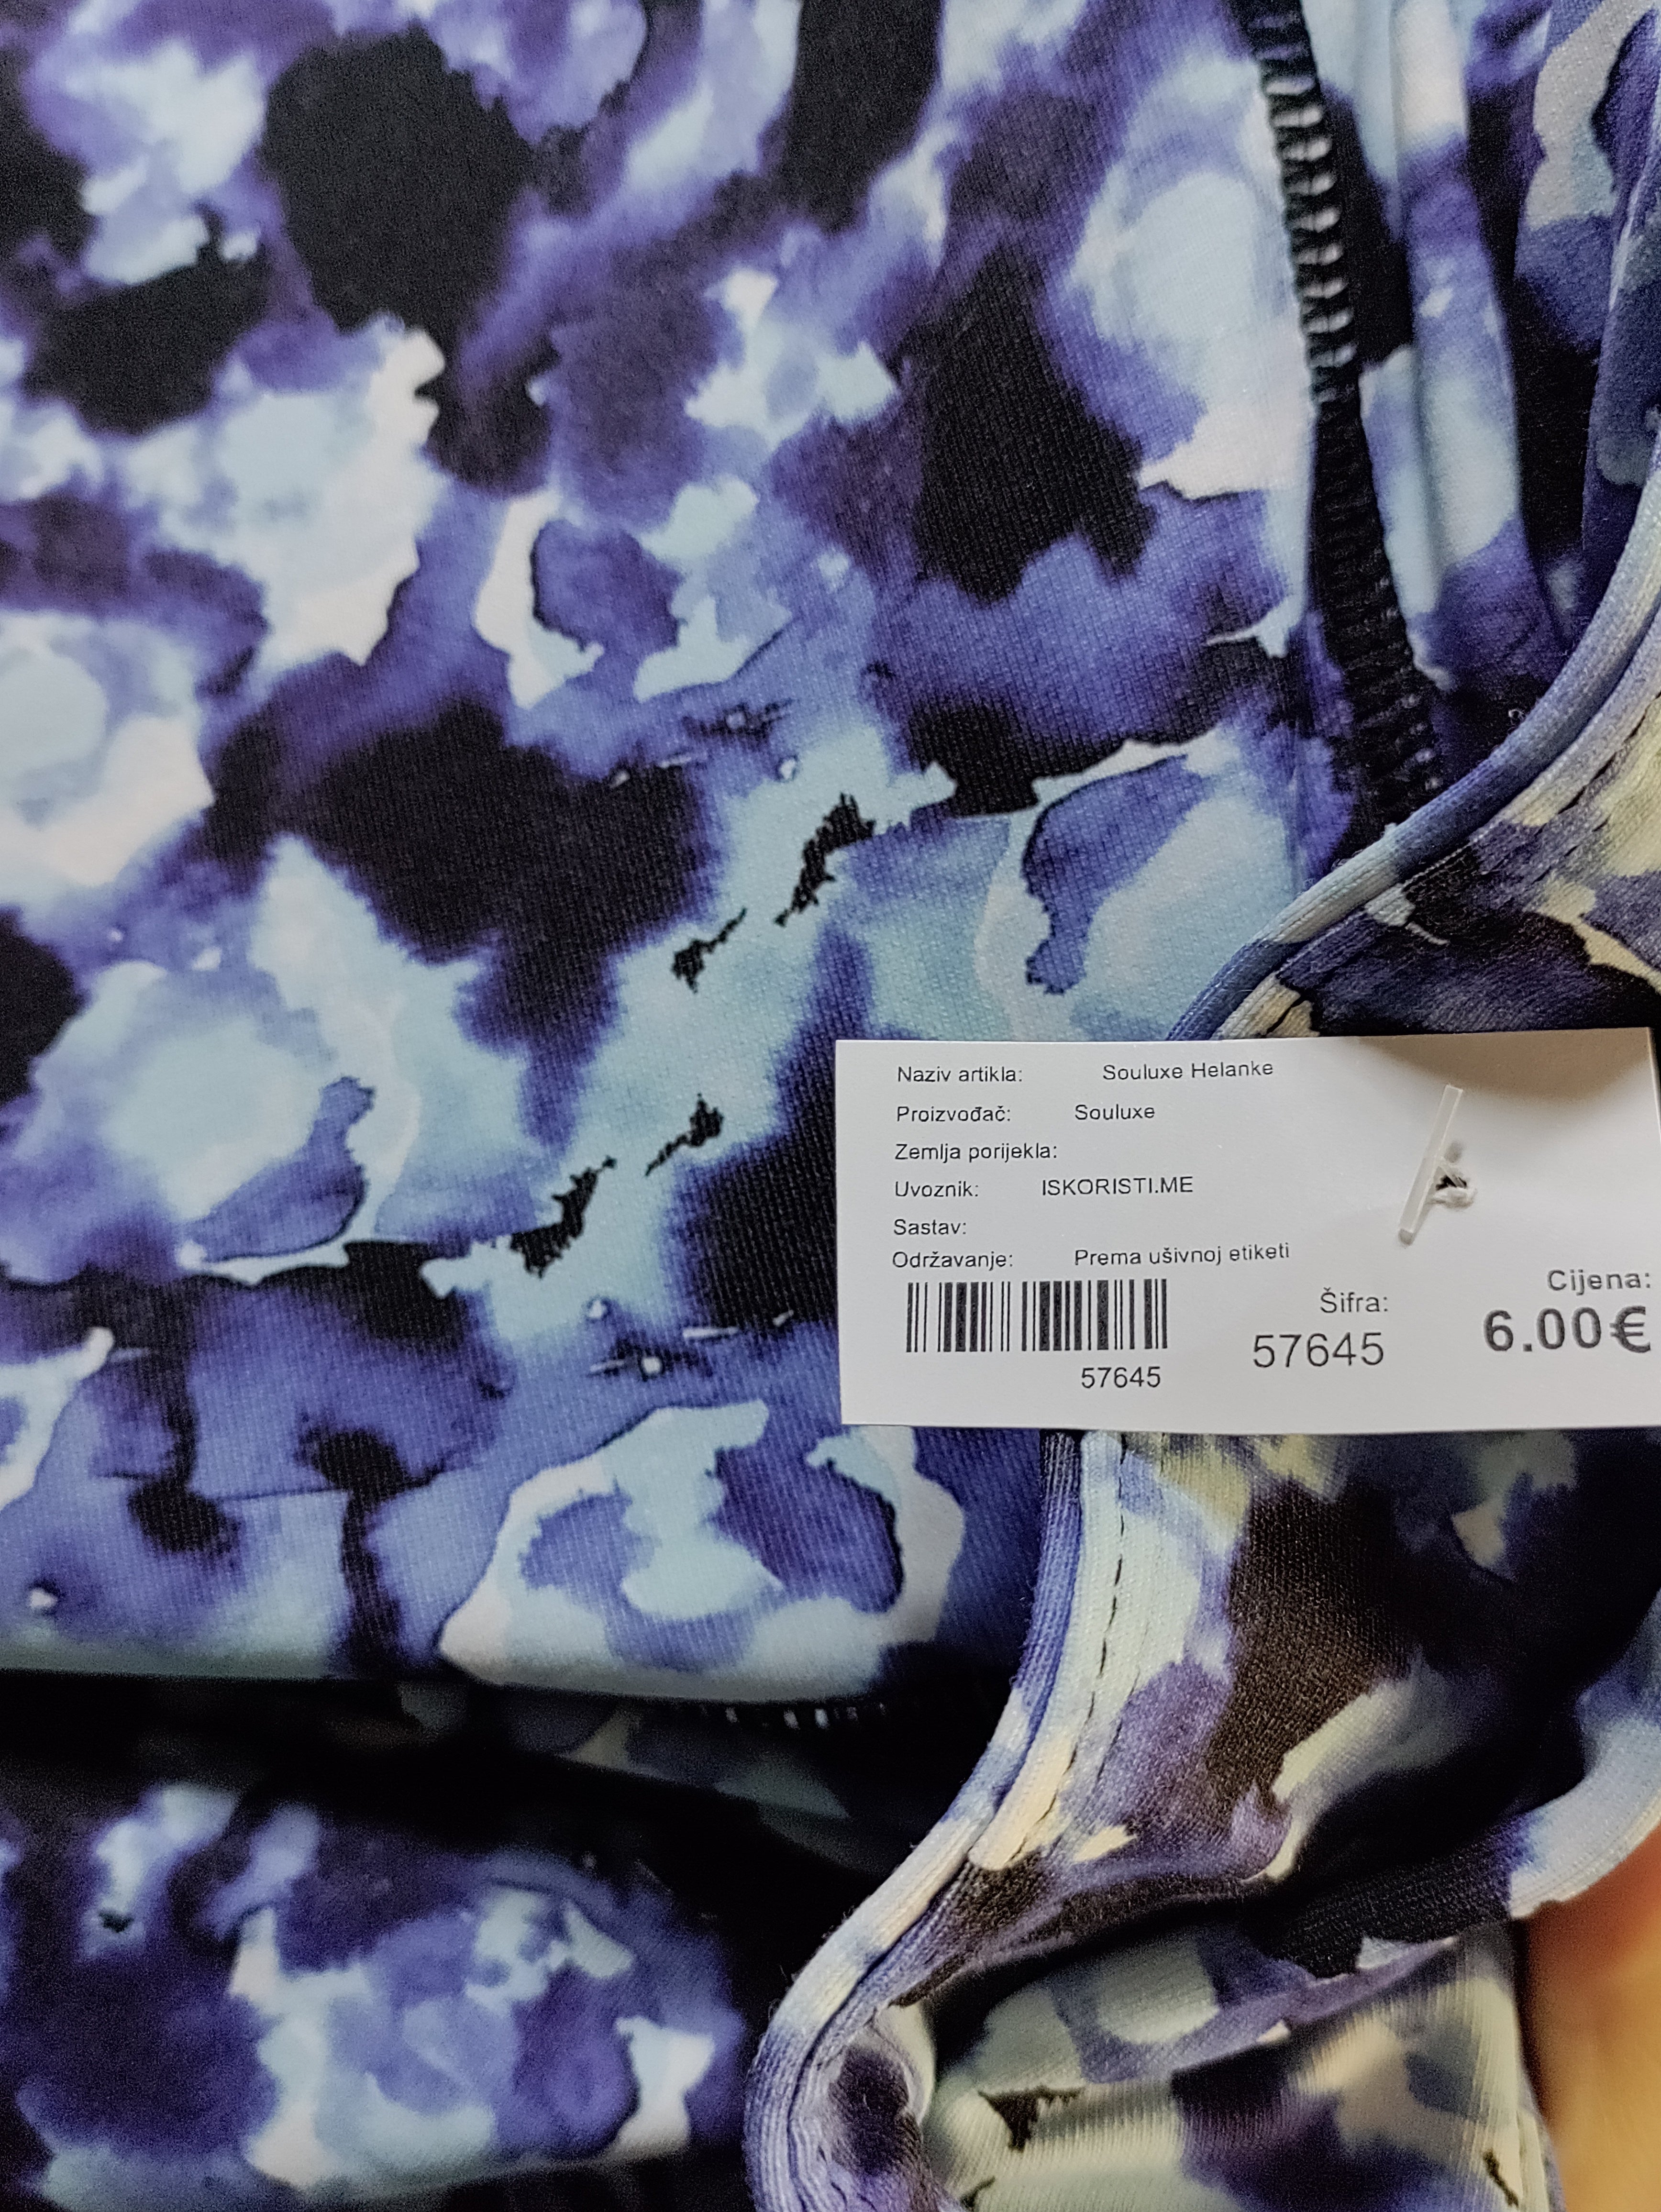 Naziv artikla: Souluxe Helanke
Proizvođač: Souluxe
Zemlja porijekla:
Uvoznik: ISKORISTI.ME
Sastav:
Održavanje: Prema ušivnoj etiketi
Šifra: Cijena:
57645 6.00€
57645